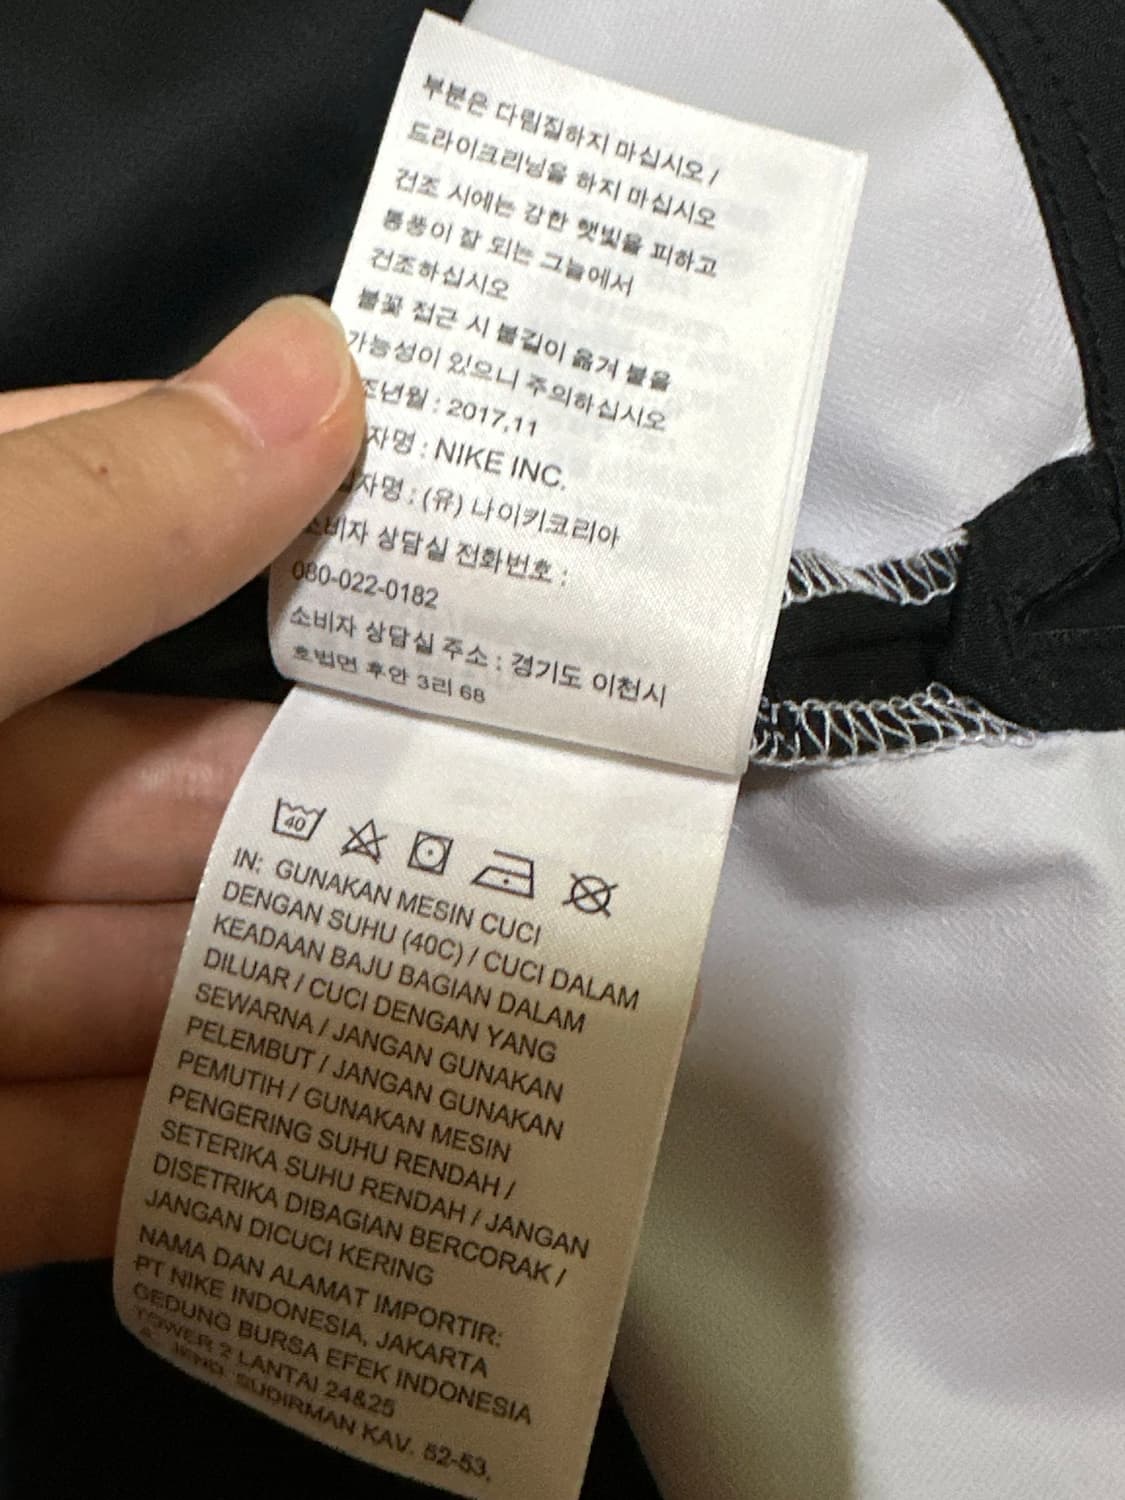 부분은 다림질하지 마십시오 /
드라이크리닝을 하지 마십시오
건조 시에는 강한 햇빛을 피하고
통풍이 잘 되는 그늘에서
건조하십시오
불꽃 접근 시 불길이 옮겨 붙을
가능성이 있으니 주의하십시오
조년월 : 2017.11
자명 : NIKE INC.
입자명 : (유) 나이키코리아
소비자 상담실 전화번호 :
080-022-0182
소비자 상담실 주소 : 경기도 이천시
호법면 후안 3리 68
40
IN: GUNAKAN MESIN CUCI
DENGAN SUHU (40C) / CUCI DALAM
KEADAAN BAJU BAGIAN DALAM
DILUAR / CUCI DENGAN YANG
SEWARNA / JANGAN GUNAKAN
PELEMBUT / JANGAN GUNAKAN
PEMUTIH / GUNAKAN MESIN
PENGERING SUHU RENDAH /
SETERIKA SUHU RENDAH / JANGAN
DISETRIKA DIBAGIAN BERCORAK /
JANGAN DICUCI KERING
NAMA DAN ALAMAT IMPORTIR:
PT NIKE INDONESIA, JAKARTA
GEDUNG BURSA EFEK INDONESIA
TOWER 2 LANTAI 24&25
JL. JEND. SUDIRMAN KAV. 52-53,